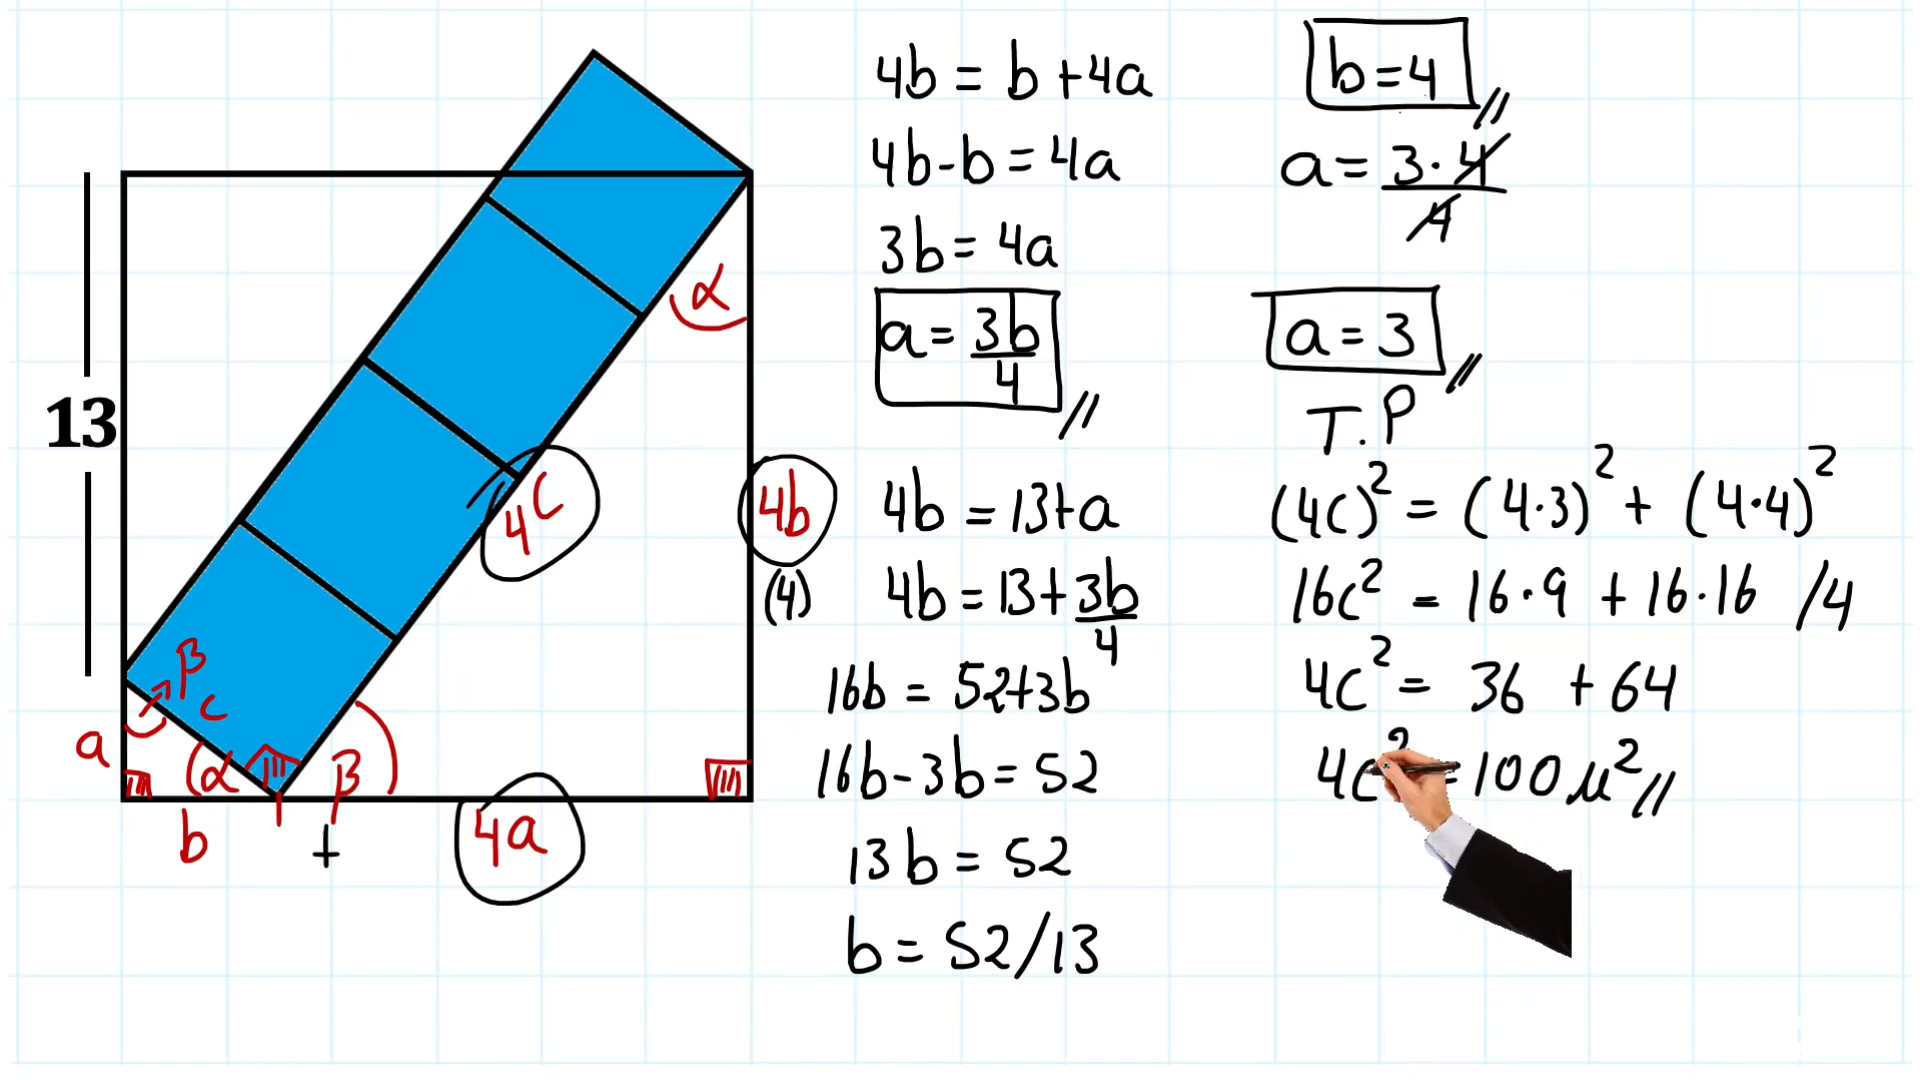 13
α
4c
4b
(4)
β
c
a
α
β
b
+
4a
4b = b + 4a
4b - b = 4a
3b = 4a
a = 3b/4 //
4b = 13 + a
4b = 13 + 3b/4
16b = 52 + 3b
16b - 3b = 52
13b = 52
b = 52/13
b = 4 //
a = 3·4/4
a = 3 //
T.P
(4c)² = (4·3)² + (4·4)²
16c² = 16·9 + 16·16 /4
4c² = 36 + 64
4c² = 100 μ² //